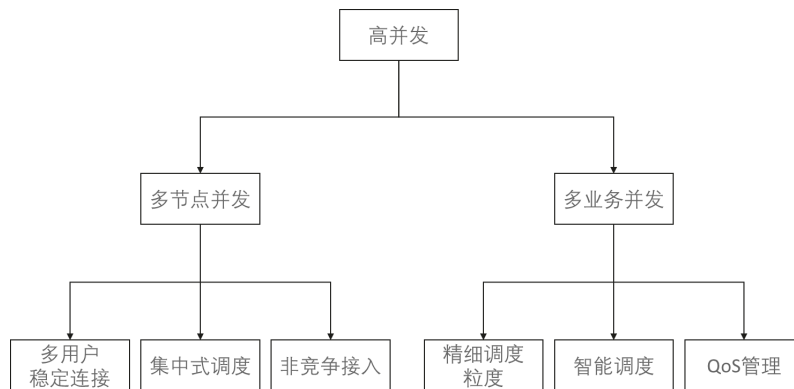 高并发
多节点并发
多业务并发
多用户
稳定连接
集中式调度
非竞争接入
精细调度
粒度
智能调度
QoS管理